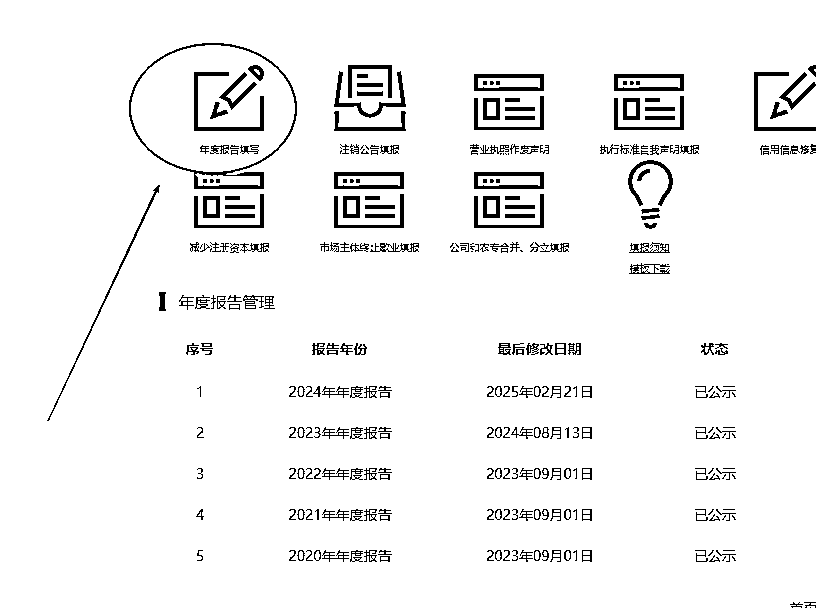 年度报告填写 注销公告填报 营业执照作废声明 执行标准自我声明填报 信用信息修复
减少注册资本填报 市场主体终止歇业填报 公司和农专合并、分立填报 填报须知
模板下载
年度报告管理
序号 报告年份 最后修改日期 状态
1 2024年年度报告 2025年02月21日 已公示
2 2023年年度报告 2024年08月13日 已公示
3 2022年年度报告 2023年09月01日 已公示
4 2021年年度报告 2023年09月01日 已公示
5 2020年年度报告 2023年09月01日 已公示